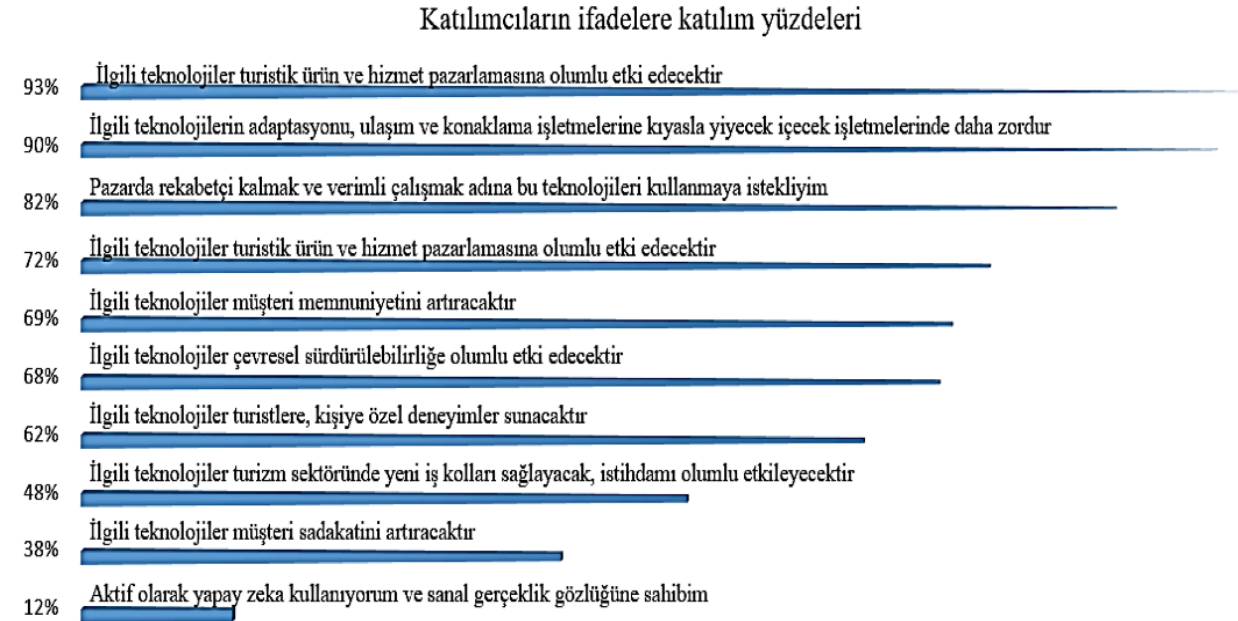 Katılımcıların ifadelere katılım yüzdeleri
93% İlgili teknolojiler turistik ürün ve hizmet pazarlamasına olumlu etki edecektir
90% İlgili teknolojilerin adaptasyonu, ulaşım ve konaklama işletmelerine kıyasla yiyecek içecek işletmelerinde daha zordur
82% Pazarda rekabetçi kalmak ve verimli çalışmak adına bu teknolojileri kullanmaya istekliyim
72% İlgili teknolojiler turistik ürün ve hizmet pazarlamasına olumlu etki edecektir
69% İlgili teknolojiler müşteri memnuniyetini artıracaktır
68% İlgili teknolojiler çevresel sürdürülebilirliğe olumlu etki edecektir
62% İlgili teknolojiler turistlere, kişiye özel deneyimler sunacaktır
48% İlgili teknolojiler turizm sektöründe yeni iş kolları sağlayacak, istihdamı olumlu etkileyecektir
38% İlgili teknolojiler müşteri sadakatini artıracaktır
12% Aktif olarak yapay zeka kullanıyorum ve sanal gerçeklik gözlüğüne sahibim